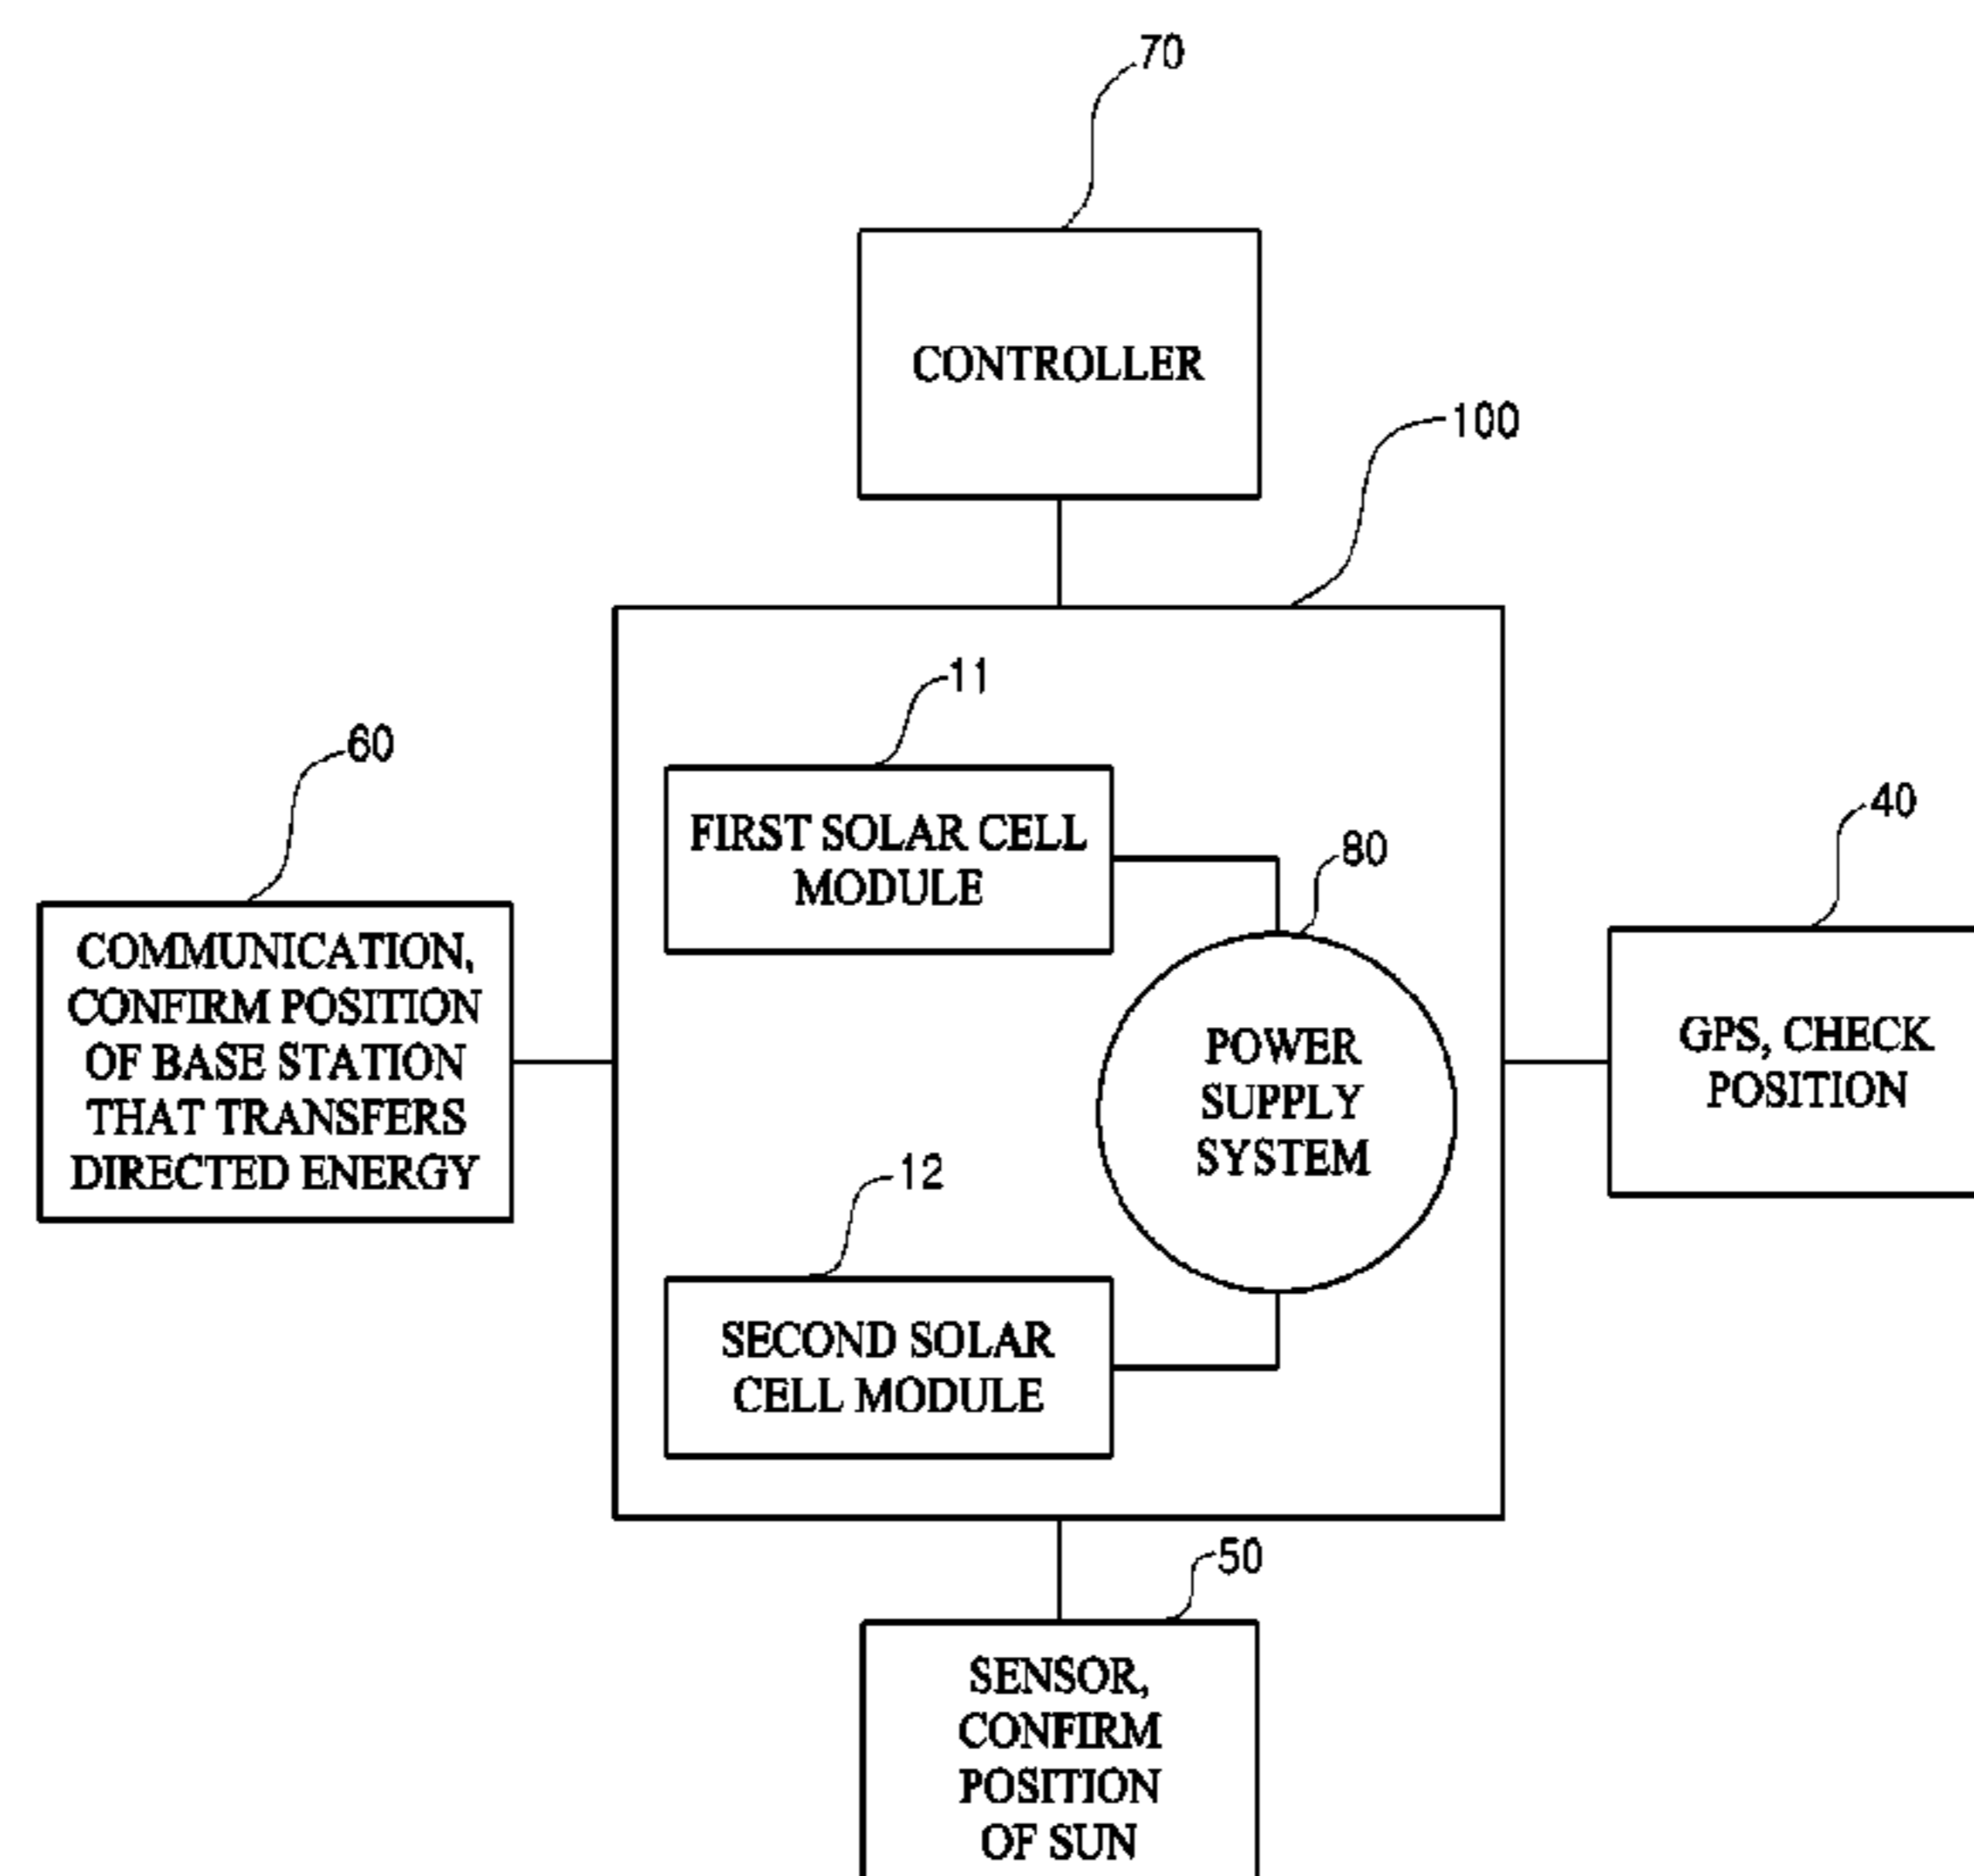 70
CONTROLLER
100
11
FIRST SOLAR CELL
MODULE
60
COMMUNICATION,
CONFIRM POSITION
OF BASE STATION
THAT TRANSFERS
DIRECTED ENERGY
80
POWER
SUPPLY
SYSTEM
40
GPS, CHECK
POSITION
12
SECOND SOLAR
CELL MODULE
50
SENSOR,
CONFIRM
POSITION
OF SUN